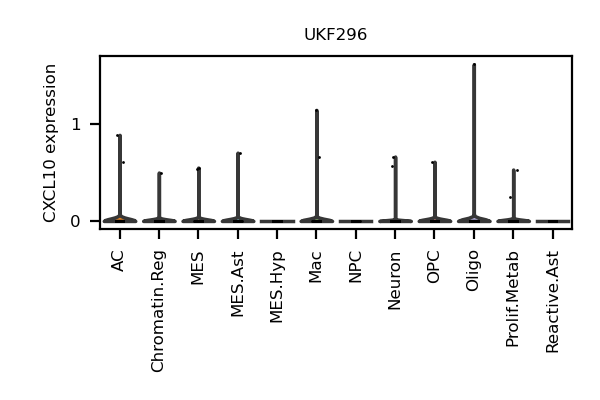 UKF296
CXCL10 expression
1
0
AC
Chromatin.Reg
MES
MES.Ast
MES.Hyp
Mac
NPC
Neuron
OPC
Oligo
Prolif.Metab
Reactive.Ast